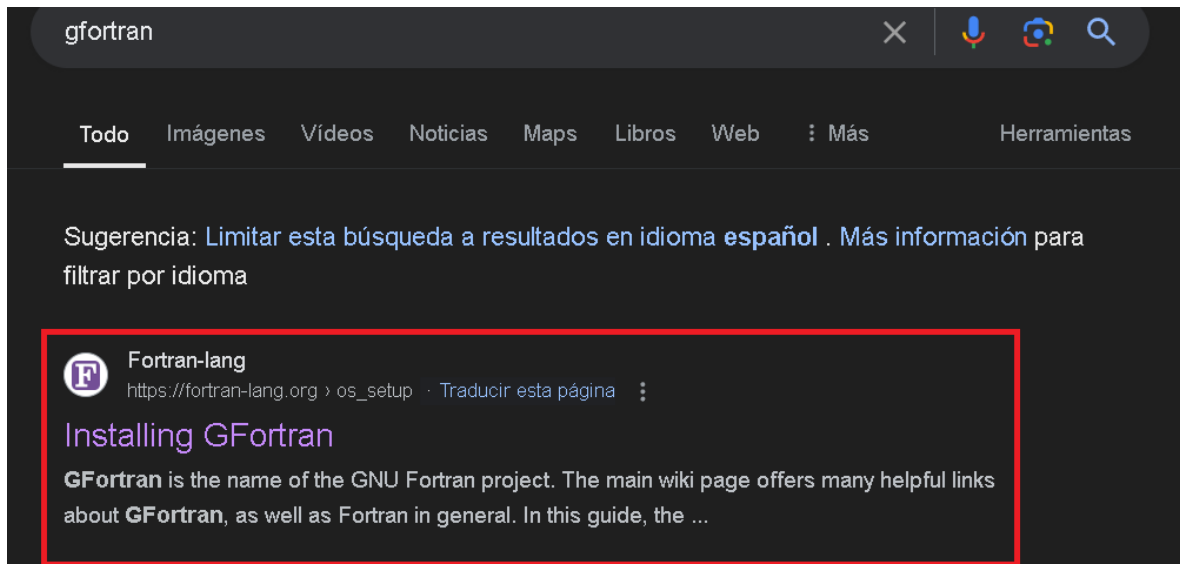 gfortran
Todo Imágenes Vídeos Noticias Maps Libros Web Más Herramientas
Sugerencia: Limitar esta búsqueda a resultados en idioma español . Más información para
filtrar por idioma
F
Fortran-lang
https://fortran-lang.org › os_setup · Traducir esta página
Installing GFortran
GFortran is the name of the GNU Fortran project. The main wiki page offers many helpful links
about GFortran, as well as Fortran in general. In this guide, the ...